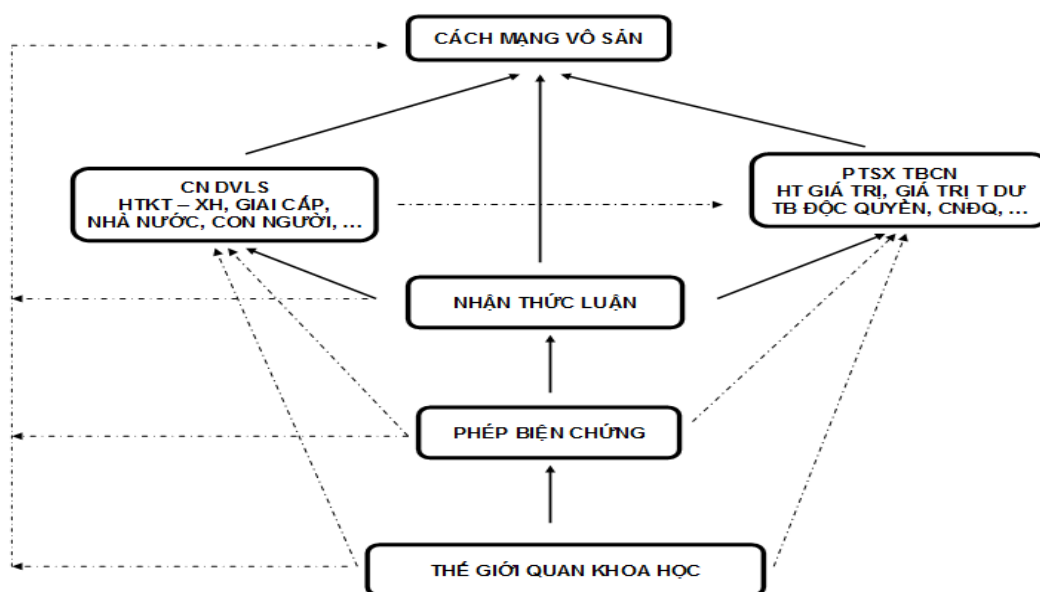 CÁCH MẠNG VÔ SẢN
CN DVLS
HTKT – XH, GIAI CẤP,
NHÀ NƯỚC, CON NGƯỜI, ...
PTSX TBCN
HT GIÁ TRỊ, GIÁ TRỊ T DƯ
TB ĐỘC QUYỀN, CNĐQ, ...
NHẬN THỨC LUẬN
PHÉP BIỆN CHỨNG
THẾ GIỚI QUAN KHOA HỌC